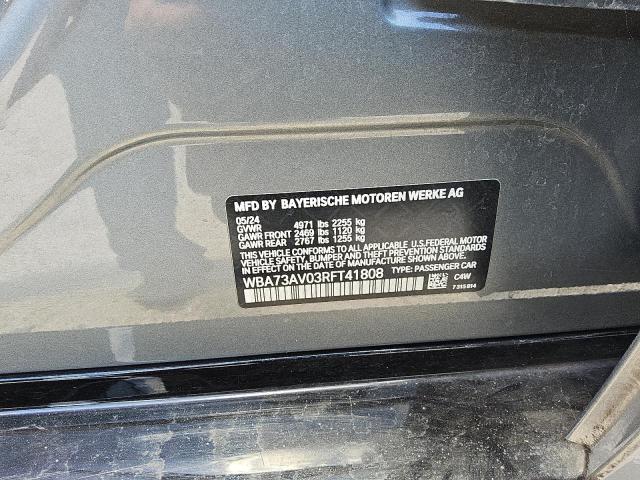 MFD BY BAYERISCHE MOTOREN WERKE AG
05/24
GVWR 4971 lbs 2255 kg
GAWR FRONT 2469 lbs 1120 kg
GAWR REAR 2767 lbs 1255 kg
THIS VEHICLE CONFORMS TO ALL APPLICABLE U.S.FEDERAL MOTOR
VEHICLE SAFETY, BUMPER, AND THEFT PREVENTION STANDARDS
IN EFFECT ON THE DATE OF MANUFACTURE SHOWN ABOVE.
WBA73AV03RFT41808 TYPE: PASSENGER CAR
C4W
7315814